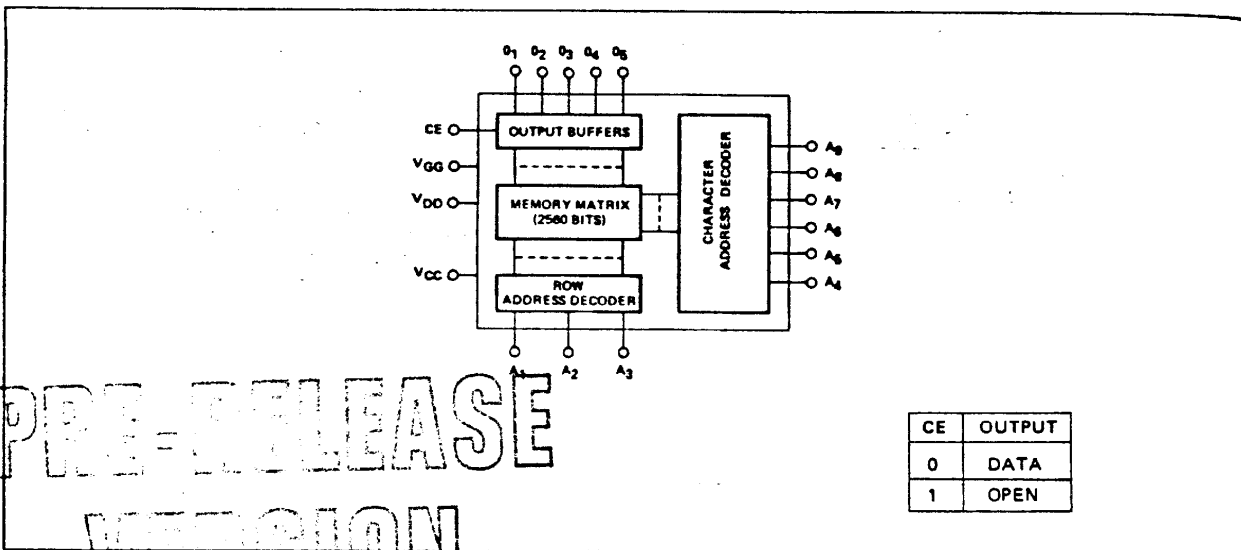 O1 O2 O3 O4 O5
CE
OUTPUT BUFFERS
VGG
VDD
MEMORY MATRIX
(2560 BITS)
VCC
ROW
ADDRESS DECODER
CHARACTER
ADDRESS DECODER
A9
A8
A7
A6
A5
A4
A1 A2 A3
PRE-RELEASE
VERSION
CE OUTPUT
0 DATA
1 OPEN